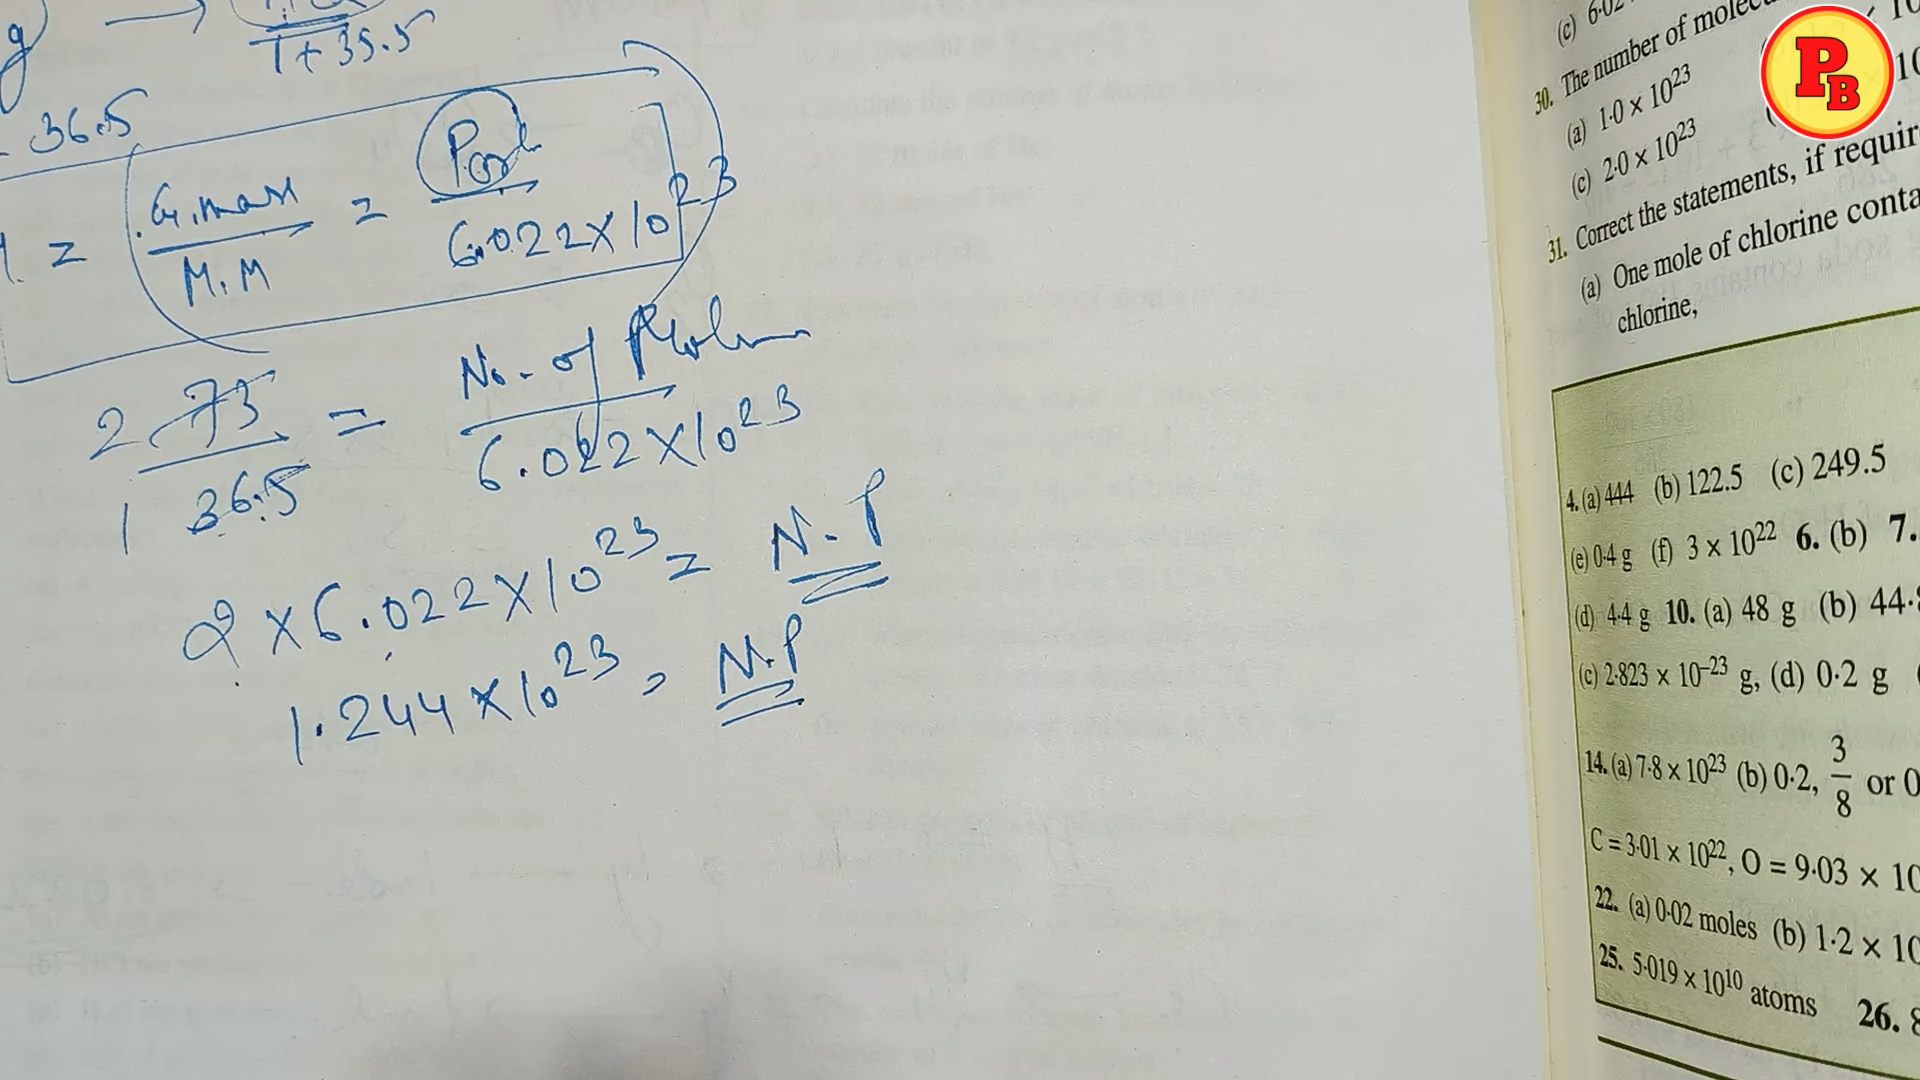 1+35.5
36.5
= G.mass / M.M = Part / 6.022×10^23
2 73 / 1 36.5 = No. of / 6.022×10^23
2 × 6.022×10^23 = N.P
1.244×10^23 = N.P
PB
(c) 6·02
30. The number of molecu
(a) 1·0 × 10^23
(c) 2·0 × 10^23
31. Correct the statements, if requir
(a) One mole of chlorine conta
chlorine,
4. (a) 444 (b) 122.5 (c) 249.5
(e) 0·4 g (f) 3 × 10^22 6. (b) 7.
(d) 4·4 g 10. (a) 48 g (b) 44·
(c) 2·823 × 10^–23 g, (d) 0·2 g
14. (a) 7·8 × 10^23 (b) 0·2, 3/8 or 0
C = 3·01 × 10^22, O = 9·03 × 10
22. (a) 0·02 moles (b) 1·2 × 10
25. 5·019 × 10^10 atoms 26. 8